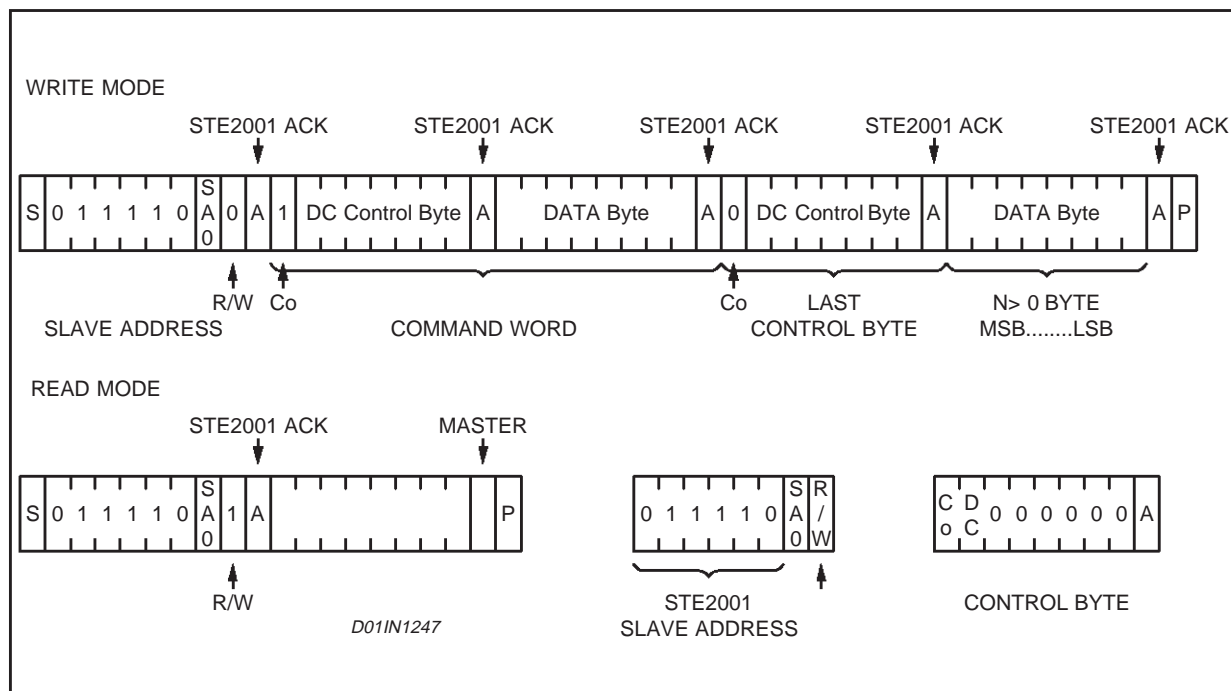 WRITE MODE
STE2001 ACK STE2001 ACK STE2001 ACK STE2001 ACK STE2001 ACK
S 0 1 1 1 1 0 SA0 0 A 1 DC Control Byte A DATA Byte A 0 DC Control Byte A DATA Byte A P
R/W Co Co LAST N> 0 BYTE
SLAVE ADDRESS COMMAND WORD CONTROL BYTE MSB........LSB
READ MODE
STE2001 ACK MASTER
S 0 1 1 1 1 0 SA0 1 A P
R/W
0 1 1 1 1 0 SA0 R/W
STE2001
SLAVE ADDRESS
Co DC 0 0 0 0 0 0 A
CONTROL BYTE
D01IN1247